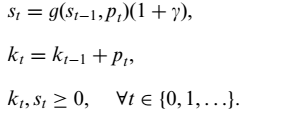 s_t = g(s_{t−1}, p_t)(1 + γ),
k_t = k_{t−1} + p_t,
k_t, s_t ≥ 0, ∀t ∈ {0, 1, . . .}.